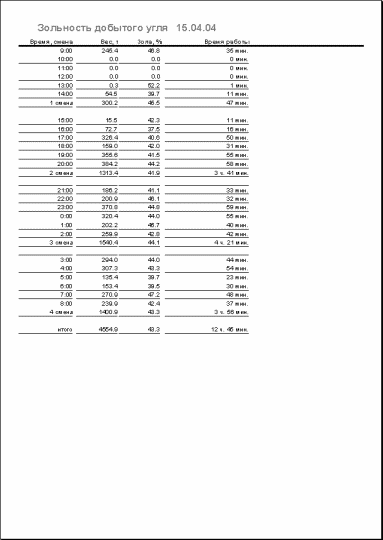 Зольность добытого угля 15.04.04
Время, смена Вес, т Зола, % Время работы
9:00 245.4 46.8 35 мин.
10:00 0.0 0.0 0 мин.
11:00 0.0 0.0 0 мин.
12:00 0.0 0.0 0 мин.
13:00 0.3 52.2 1 мин.
14:00 54.5 39.7 11 мин.
1 смена 300.2 46.5 47 мин.
15:00 15.5 42.3 11 мин.
16:00 72.7 37.5 16 мин.
17:00 326.4 40.6 50 мин.
18:00 159.0 42.0 31 мин.
19:00 355.6 41.5 55 мин.
20:00 384.2 44.2 58 мин.
2 смена 1313.4 41.9 3 ч. 41 мин.
21:00 186.2 41.1 33 мин.
22:00 200.9 46.1 32 мин.
23:00 370.8 44.8 59 мин.
0:00 320.4 44.0 55 мин.
1:00 202.2 46.7 40 мин.
2:00 259.9 42.8 42 мин.
3 смена 1540.4 44.1 4 ч. 21 мин.
3:00 294.0 44.0 44 мин.
4:00 307.3 43.3 54 мин.
5:00 135.4 39.7 23 мин.
6:00 153.4 39.5 30 мин.
7:00 270.9 47.2 48 мин.
8:00 239.9 42.4 37 мин.
4 смена 1400.9 43.3 3 ч. 56 мин.
итого 4554.9 43.3 12 ч. 45 мин.